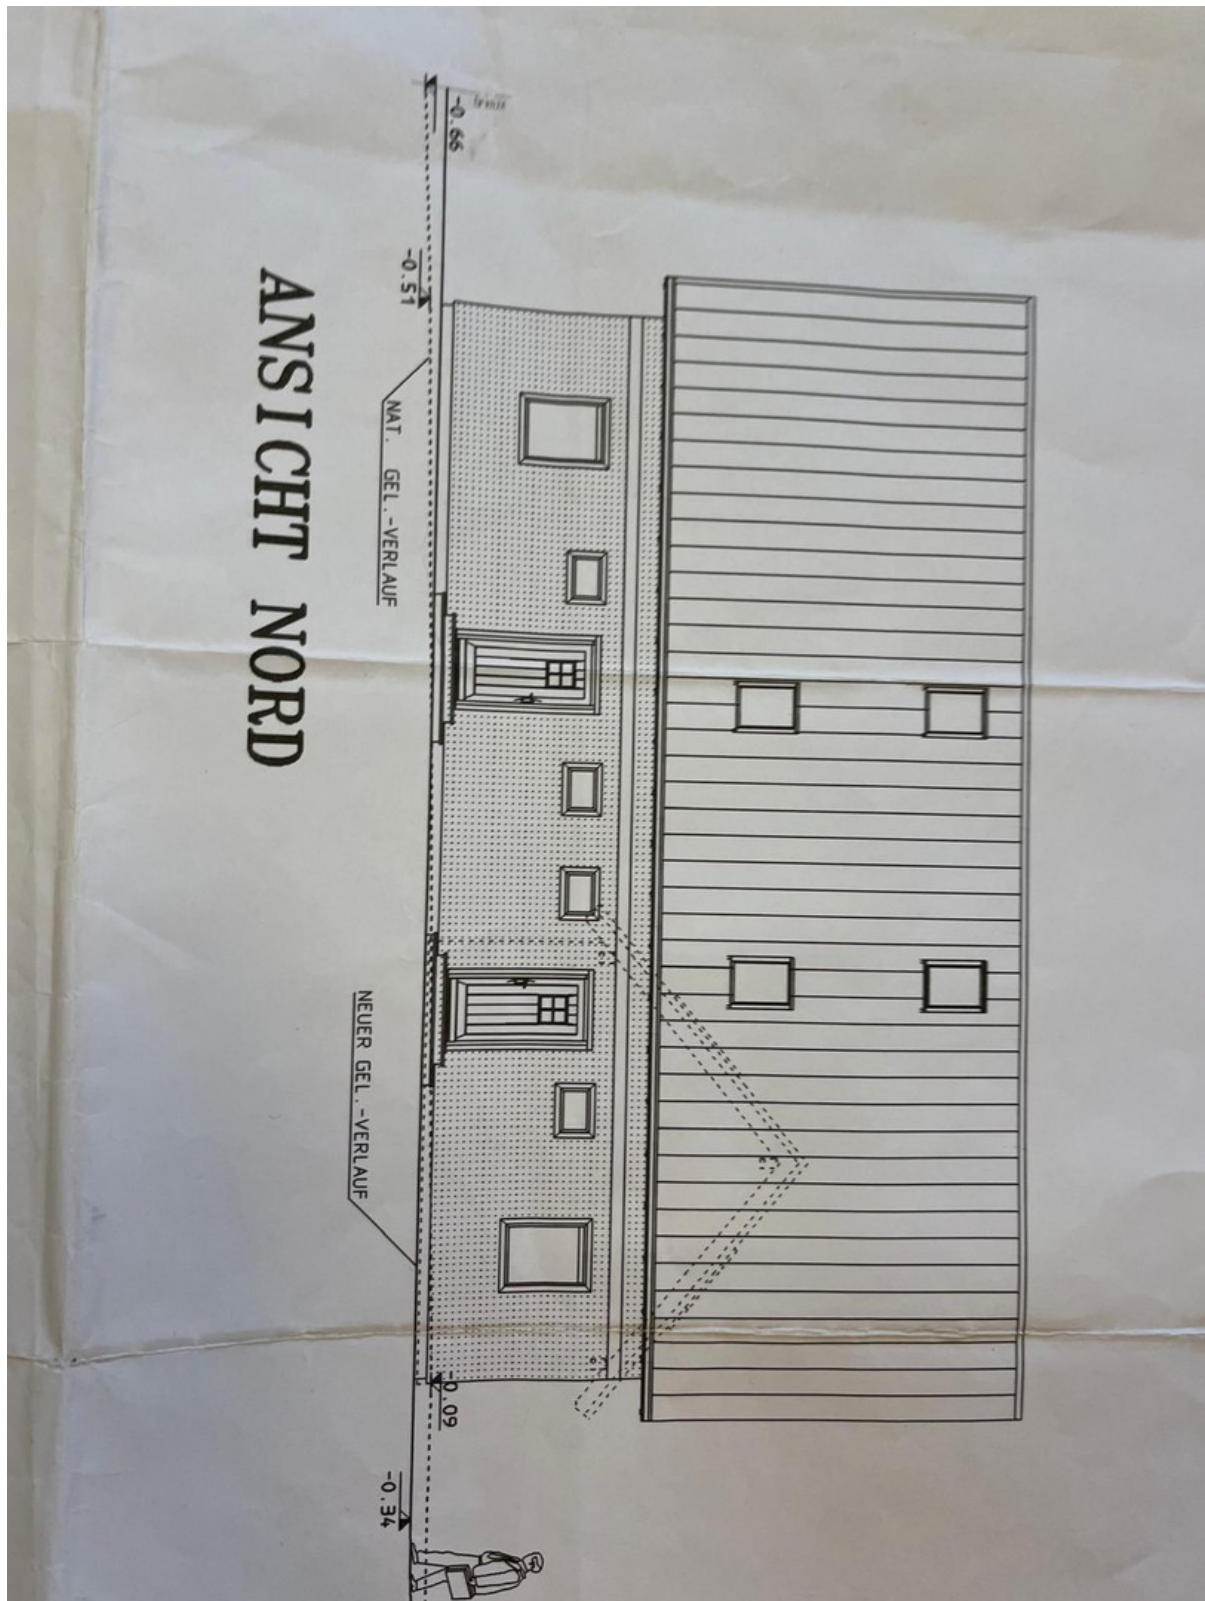 -0.66
-0.51
NAT. GEL.-VERLAUF
NEUER GEL.-VERLAUF
-0.09
-0.34
ANSICHT NORD